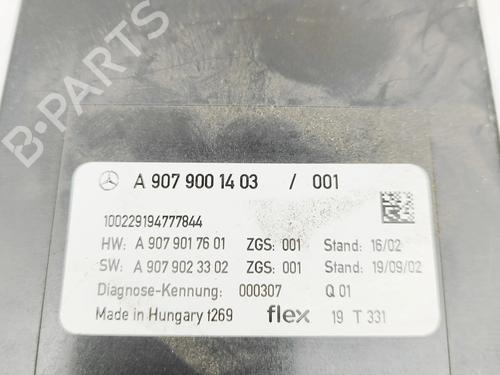 A 907 900 14 03 / 001
100229194777844
HW: A 907 901 76 01 ZGS: 001 Stand: 16/02
SW: A 907 902 33 02 ZGS: 001 Stand: 19/09/02
Diagnose-Kennung: 000307 Q 01
Made in Hungary t269 flex 19 T 331
B-PARTS